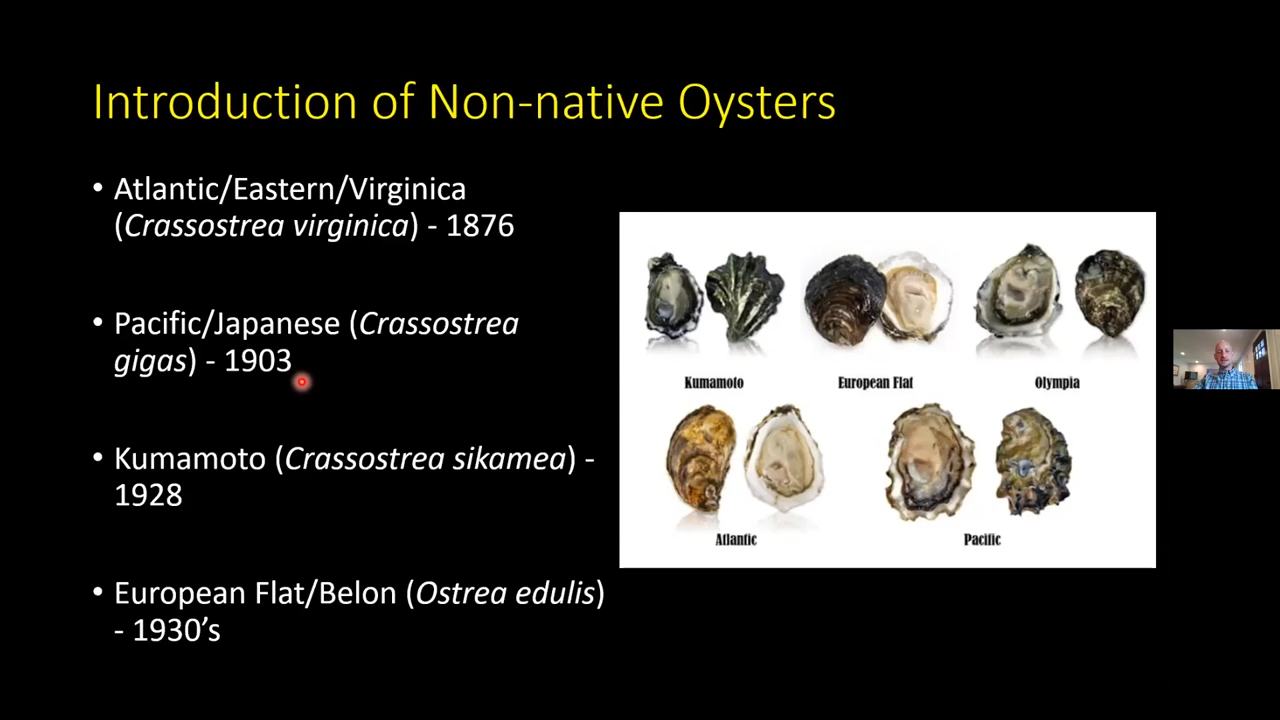 Introduction of Non-native Oysters
• Atlantic/Eastern/Virginica
(Crassostrea virginica) - 1876
• Pacific/Japanese (Crassostrea
gigas) - 1903
• Kumamoto (Crassostrea sikamea) -
1928
• European Flat/Belon (Ostrea edulis)
- 1930’s
Kumamoto
European Flat
Olympia
Atlantic
Pacific